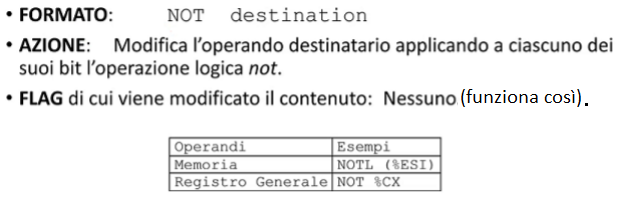 • FORMATO: NOT destination
• AZIONE: Modifica l'operando destinatario applicando a ciascuno dei
suoi bit l'operazione logica not.
• FLAG di cui viene modificato il contenuto: Nessuno (funziona così).
Operandi Esempi
Memoria NOTL (%ESI)
Registro Generale NOT %CX